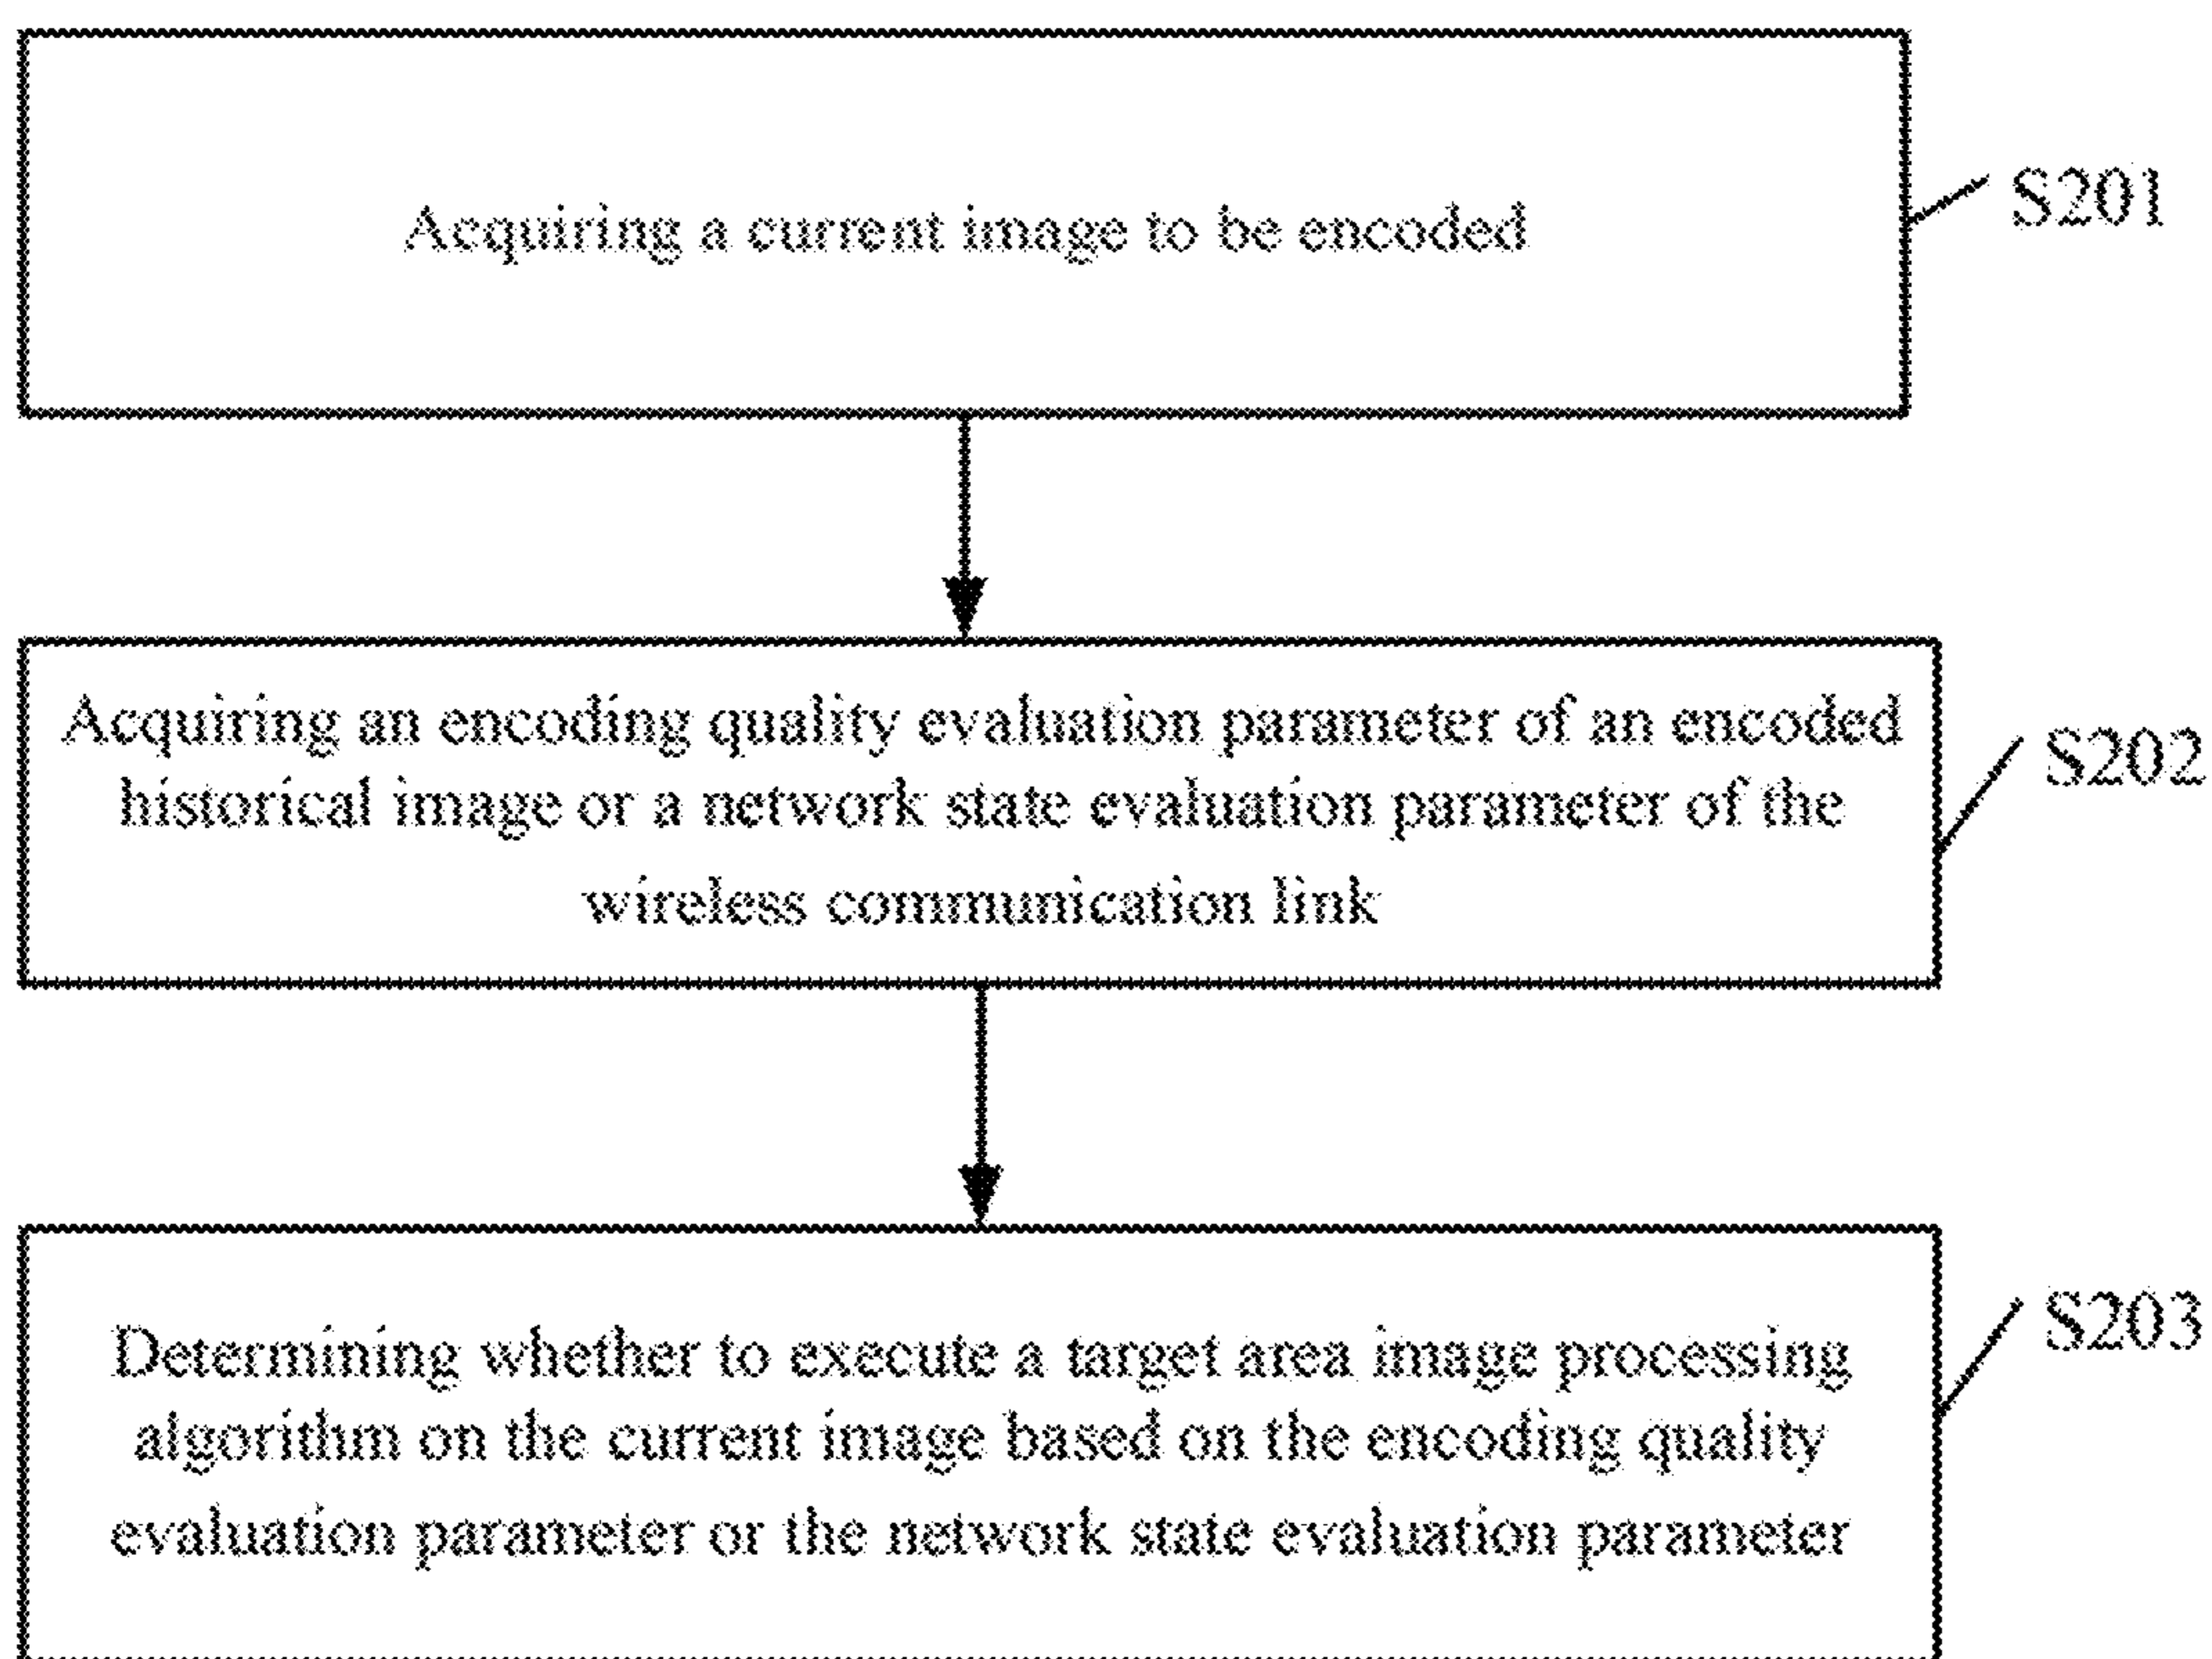 Acquiring a current image to be encoded
S201
Acquiring an encoding quality evaluation parameter of an encoded
historical image or a network state evaluation parameter of the
wireless communication link
S202
Determining whether to execute a target area image processing
algorithm on the current image based on the encoding quality
evaluation parameter or the network state evaluation parameter
S203